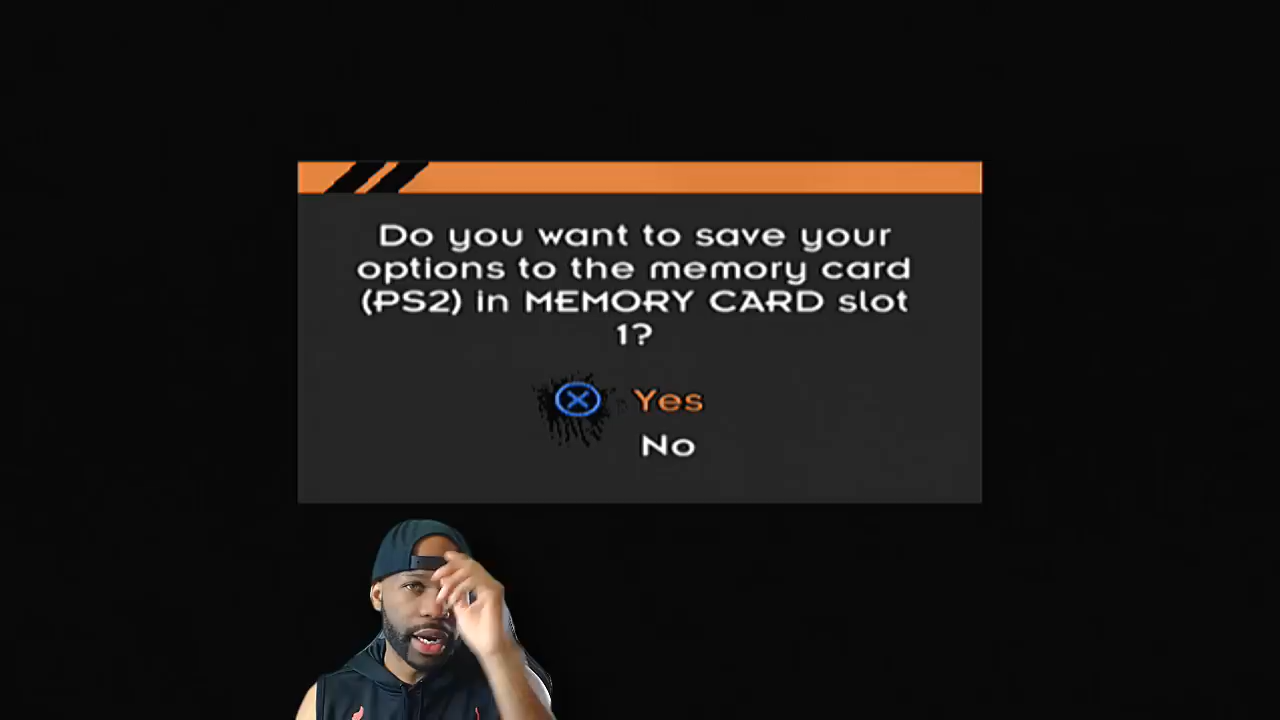 Do you want to save your
options to the memory card
(PS2) in MEMORY CARD slot
1?
Yes
No